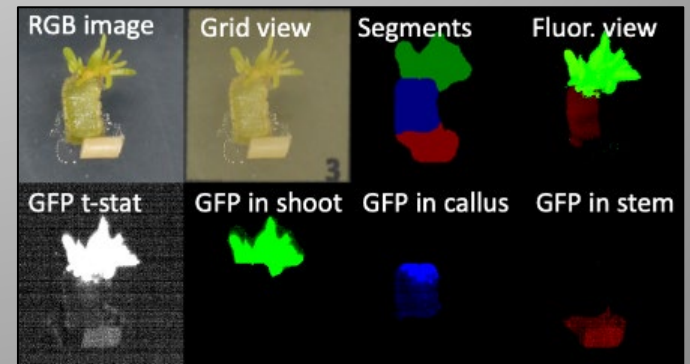 RGB image
Grid view
Segments
Fluor. view
3
GFP t-stat
GFP in shoot
GFP in callus
GFP in stem